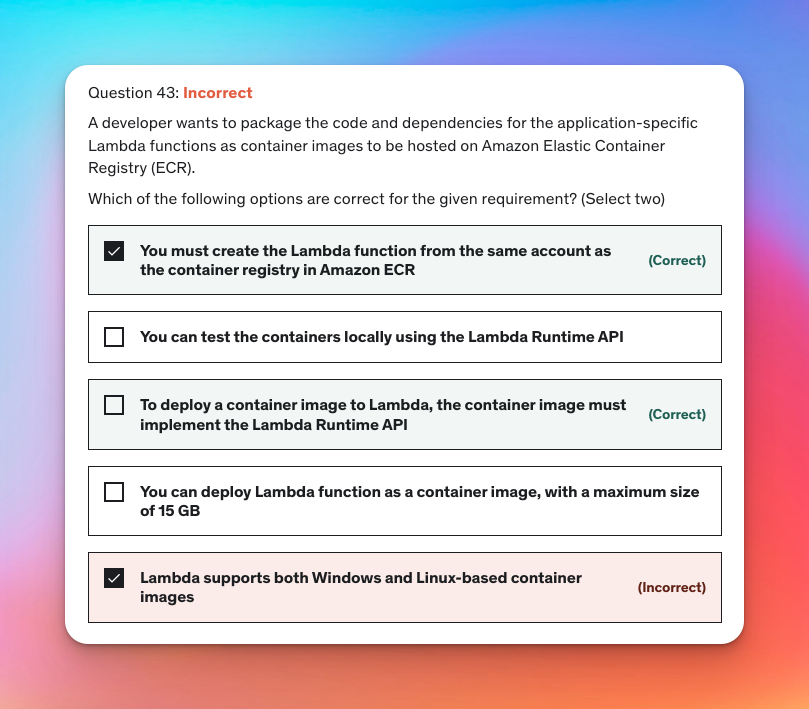 Question 43: Incorrect
A developer wants to package the code and dependencies for the application-specific
Lambda functions as container images to be hosted on Amazon Elastic Container
Registry (ECR).
Which of the following options are correct for the given requirement? (Select two)
You must create the Lambda function from the same account as
the container registry in Amazon ECR
(Correct)
You can test the containers locally using the Lambda Runtime API
To deploy a container image to Lambda, the container image must
implement the Lambda Runtime API
(Correct)
You can deploy Lambda function as a container image, with a maximum size
of 15 GB
Lambda supports both Windows and Linux-based container
images
(Incorrect)